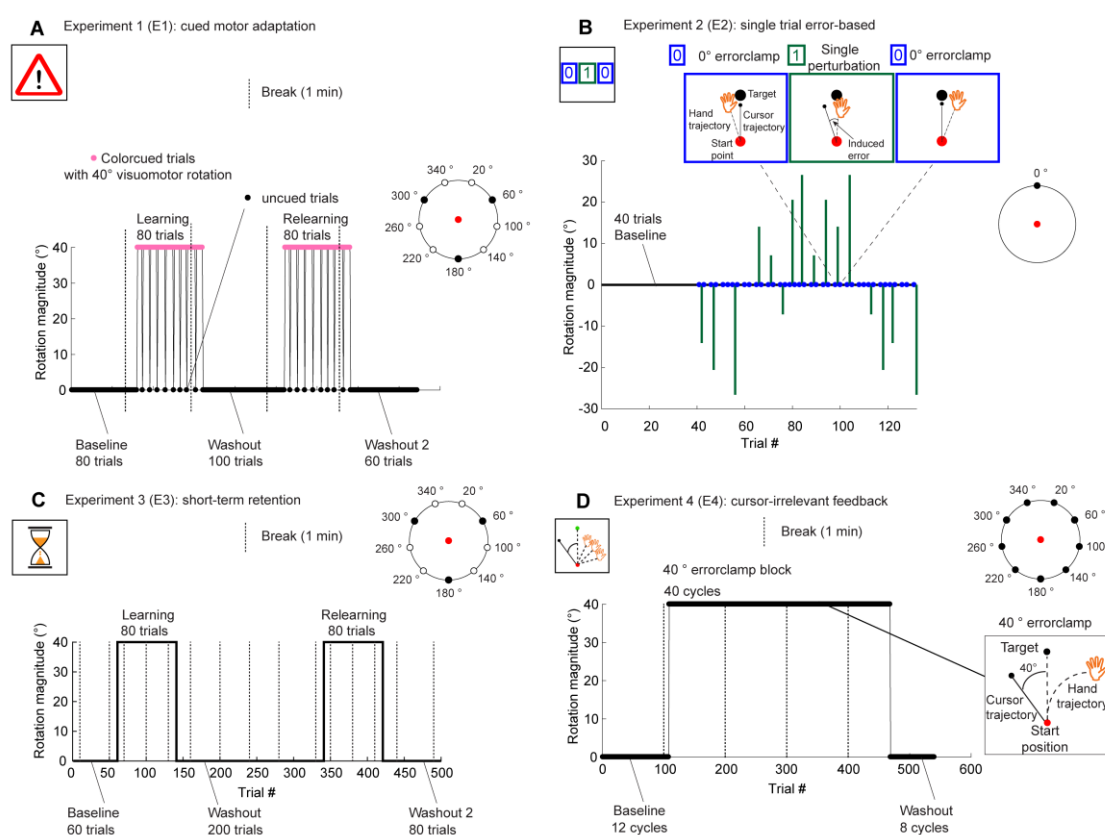 A Experiment 1 (E1): cued motor adaptation
!
Break (1 min)
Colorcued trials
with 40° visuomotor rotation
uncued trials
Learning
80 trials
Relearning
80 trials
340 °
20 °
300 °
60 °
260 °
100 °
220 °
140 °
180 °
Rotation magnitude (°)
40
30
20
10
0
Baseline
80 trials
Washout
100 trials
Washout 2
60 trials
B Experiment 2 (E2): single trial error-based
0 1 0
0 0° errorclamp
1 Single
perturbation
0 0° errorclamp
Target
Hand
trajectory
Cursor
trajectory
Start
point
Induced
error
40 trials
Baseline
0 °
Rotation magnitude (°)
30
20
10
0
-10
-20
-30
0 20 40 60 80 100 120
Trial #
C Experiment 3 (E3): short-term retention
Break (1 min)
340 °
20 °
300 °
60 °
260 °
100 °
220 °
140 °
180 °
Learning
80 trials
Relearning
80 trials
Rotation magnitude (°)
40
30
20
10
0
0 50 100 150 200 250 300 350 400 450 500
Trial #
Baseline
60 trials
Washout
200 trials
Washout 2
80 trials
D Experiment 4 (E4): cursor-irrelevant feedback
Break (1 min)
340 °
20 °
300 °
60 °
260 °
100 °
220 °
140 °
180 °
40 ° errorclamp block
40 cycles
Rotation magnitude (°)
40
30
20
10
0
0 100 200 300 400 500 600
Trial #
Baseline
12 cycles
Washout
8 cycles
40 ° errorclamp
Target
40°
Cursor
trajectory
Hand
trajectory
Start
position